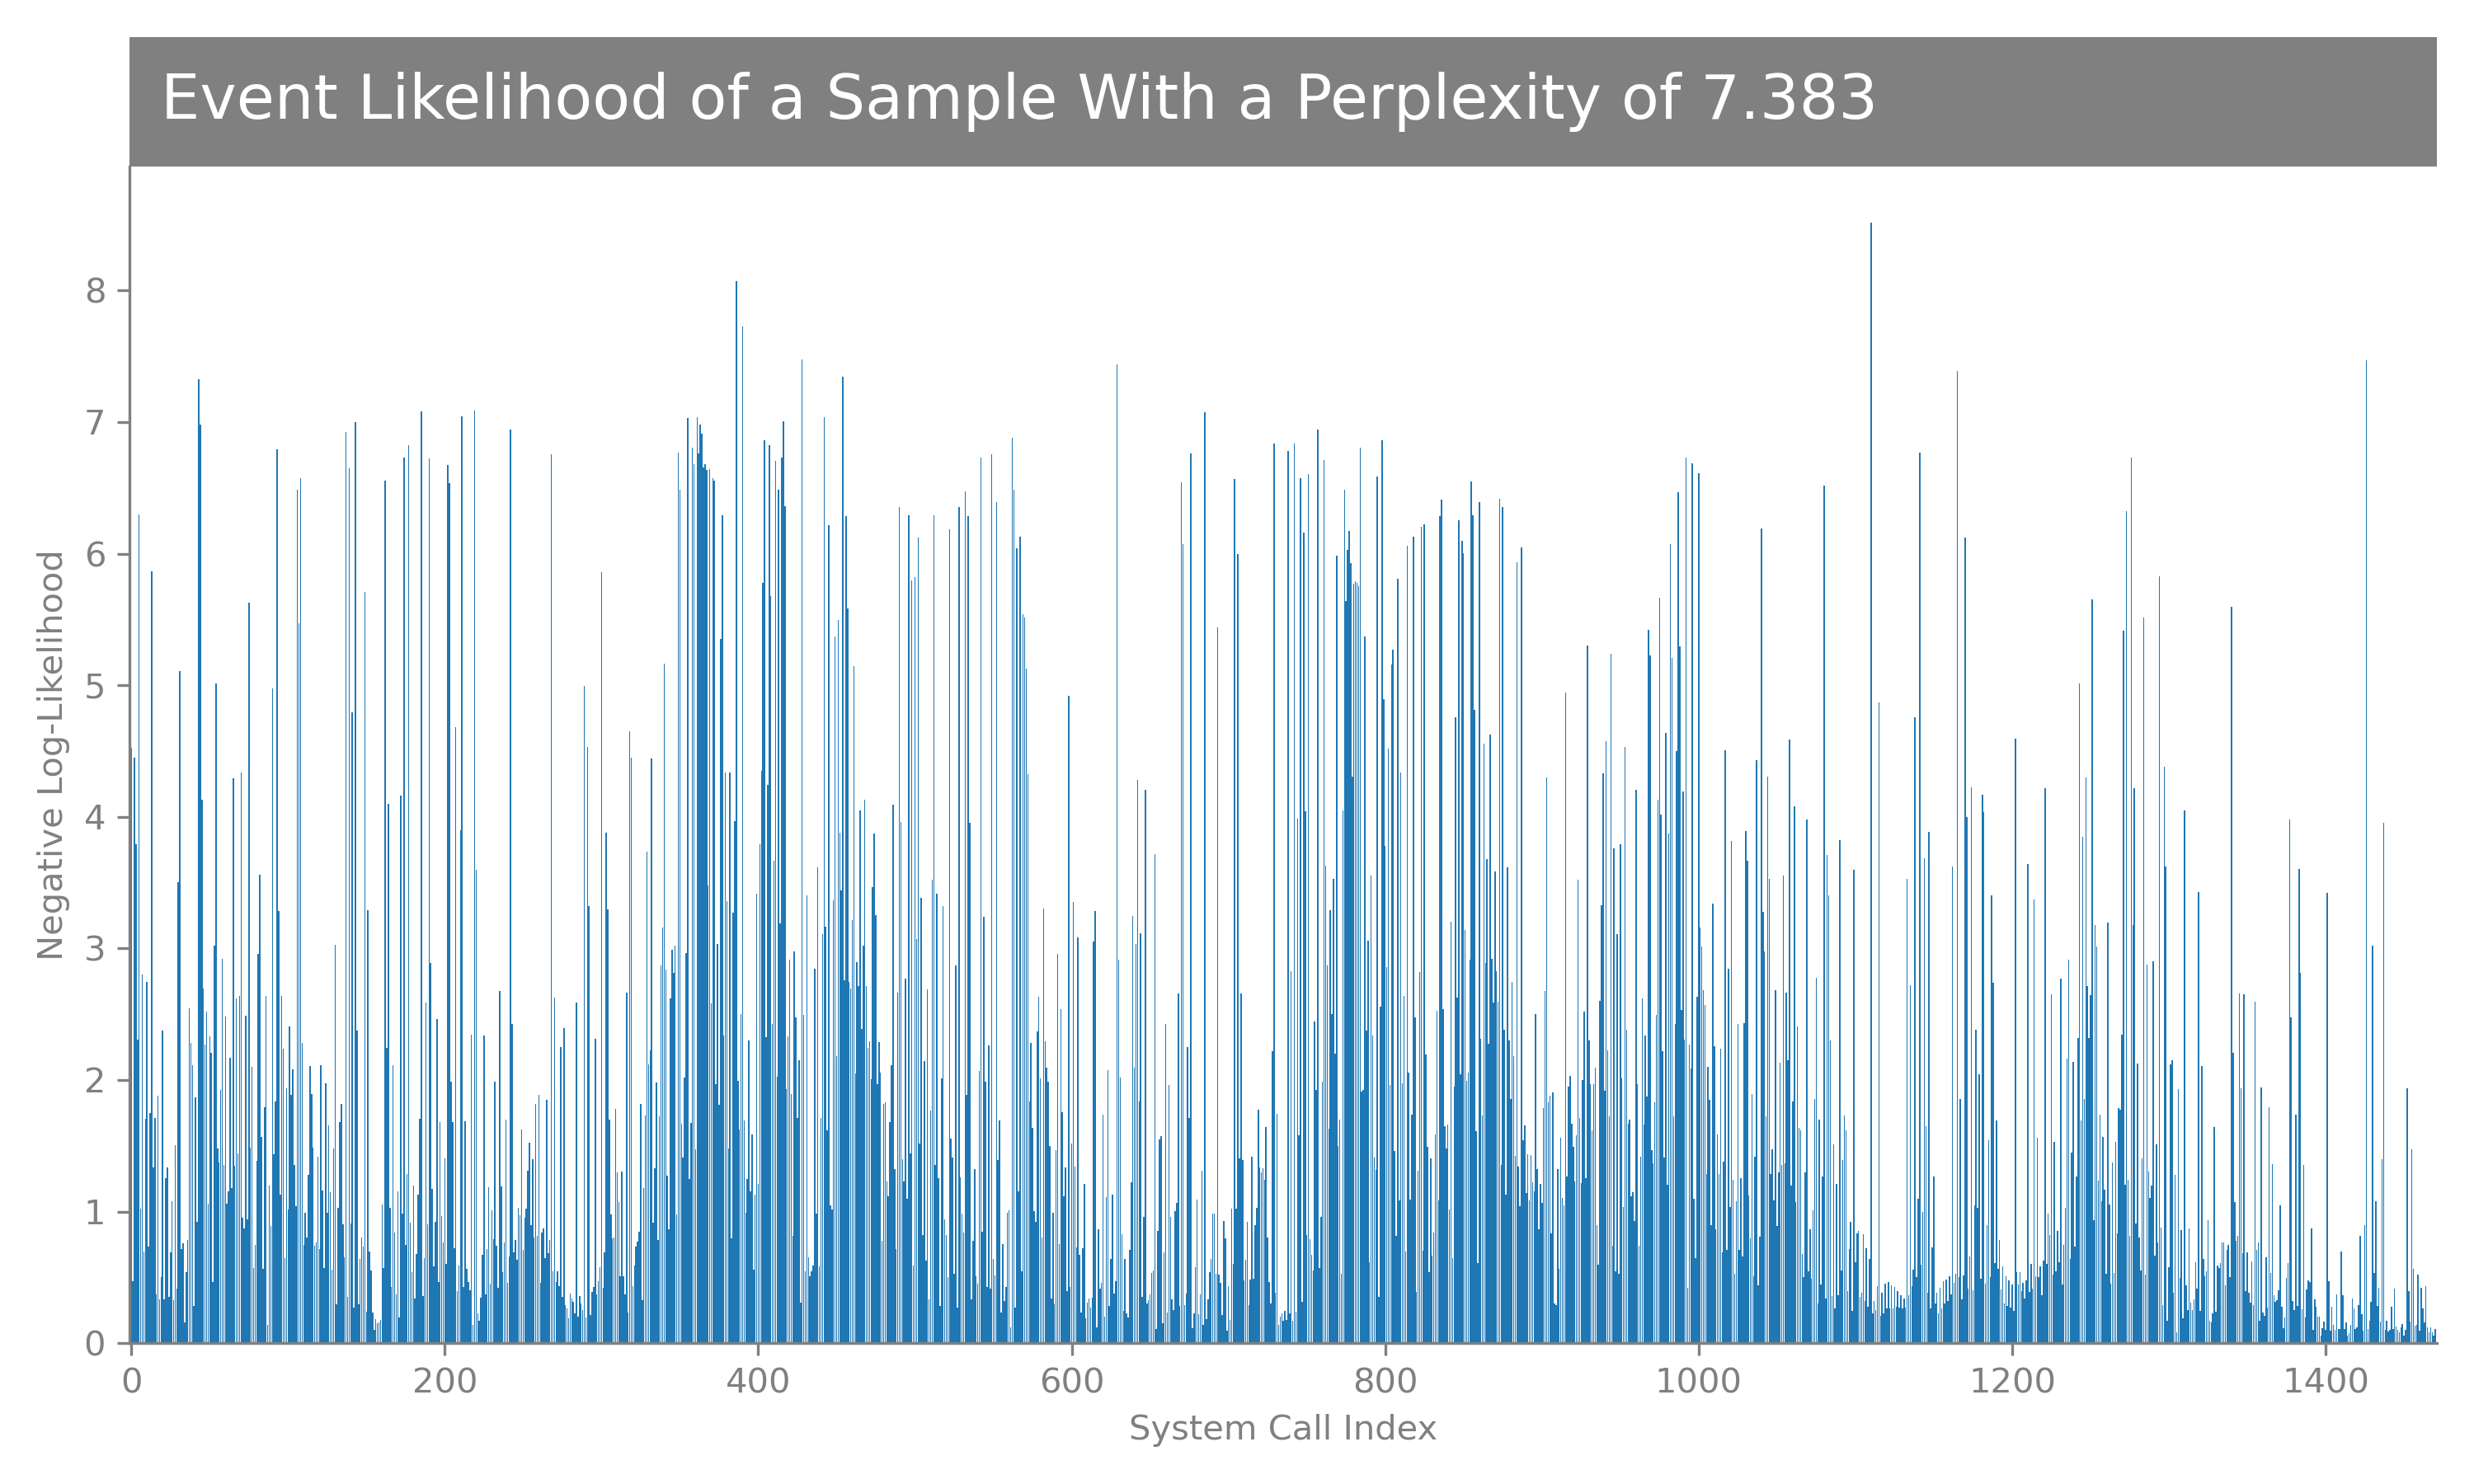 Event Likelihood of a Sample With a Perplexity of 7.383
8
7
6
5
4
3
2
1
0
Negative Log-Likelihood
0 200 400 600 800 1000 1200 1400
System Call Index